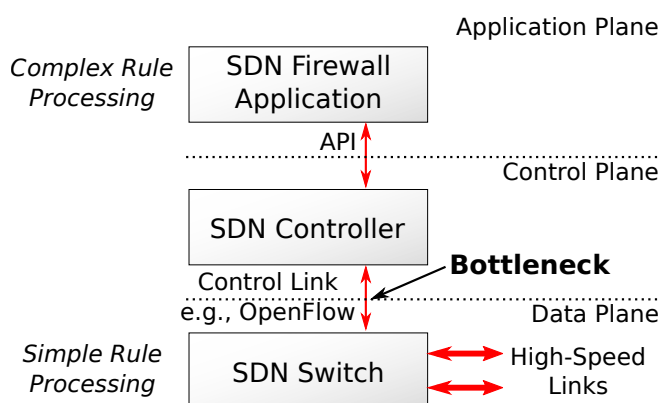 Application Plane
Complex Rule
Processing
SDN Firewall
Application
API
Control Plane
SDN Controller
Bottleneck
Control Link
e.g., OpenFlow
Data Plane
Simple Rule
Processing
SDN Switch
High-Speed
Links